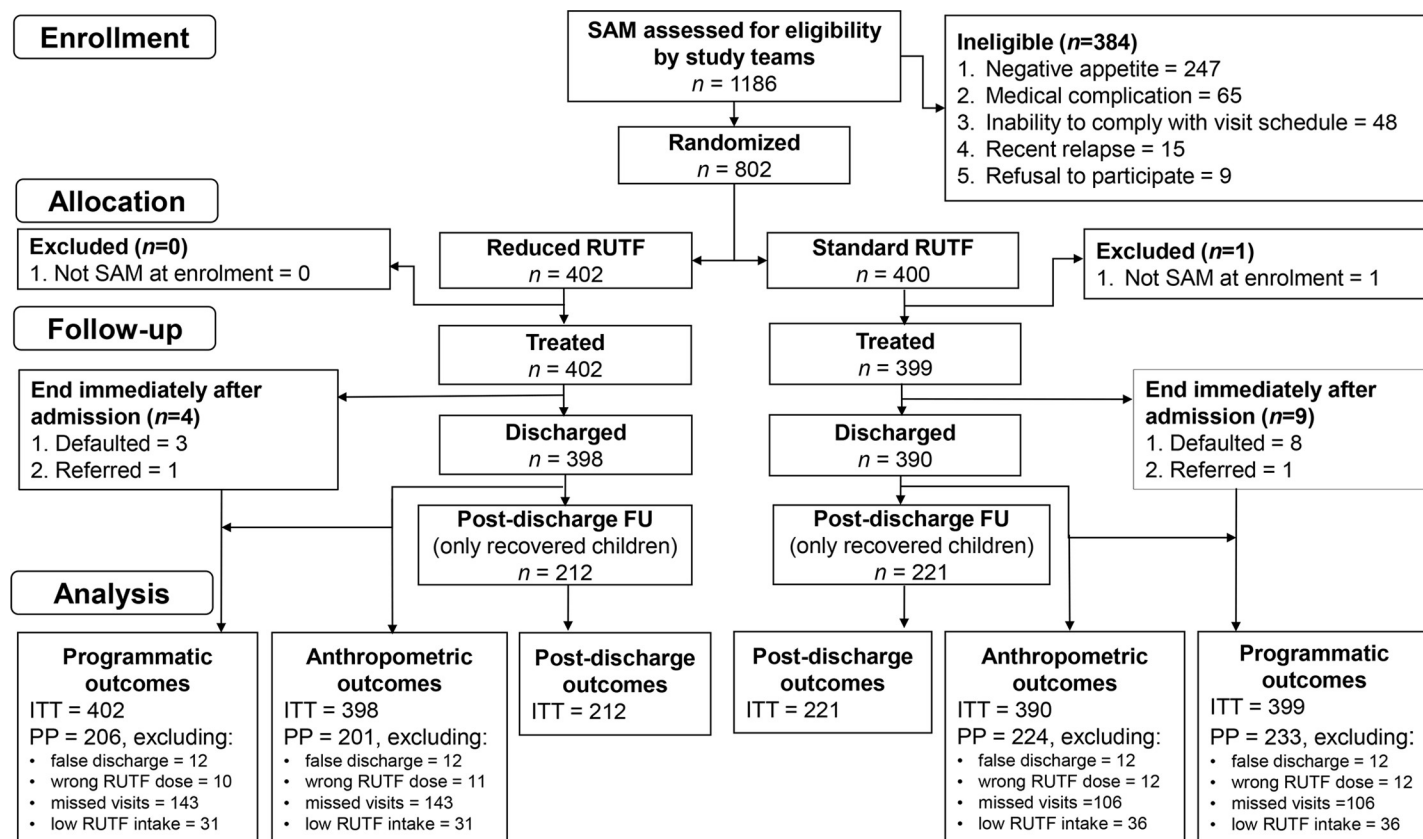 Enrollment
SAM assessed for eligibility
by study teams
n = 1186
Ineligible (n=384)
1. Negative appetite = 247
2. Medical complication = 65
3. Inability to comply with visit schedule = 48
4. Recent relapse = 15
5. Refusal to participate = 9
Randomized
n = 802
Allocation
Excluded (n=0)
1. Not SAM at enrolment = 0
Reduced RUTF
n = 402
Standard RUTF
n = 400
Excluded (n=1)
1. Not SAM at enrolment = 1
Follow-up
Treated
n = 402
Treated
n = 399
End immediately after
admission (n=4)
1. Defaulted = 3
2. Referred = 1
Discharged
n = 398
Discharged
n = 390
End immediately after
admission (n=9)
1. Defaulted = 8
2. Referred = 1
Post-discharge FU
(only recovered children)
n = 212
Post-discharge FU
(only recovered children)
n = 221
Analysis
Programmatic
outcomes
ITT = 402
PP = 206, excluding:
• false discharge = 12
• wrong RUTF dose = 10
• missed visits = 143
• low RUTF intake = 31
Anthropometric
outcomes
ITT = 398
PP = 201, excluding:
• false discharge = 12
• wrong RUTF dose = 11
• missed visits = 143
• low RUTF intake = 31
Post-discharge
outcomes
ITT = 212
Post-discharge
outcomes
ITT = 221
Anthropometric
outcomes
ITT = 390
PP = 224, excluding:
• false discharge = 12
• wrong RUTF dose = 12
• missed visits =106
• low RUTF intake = 36
Programmatic
outcomes
ITT = 399
PP = 233, excluding:
• false discharge = 12
• wrong RUTF dose = 12
• missed visits =106
• low RUTF intake = 36